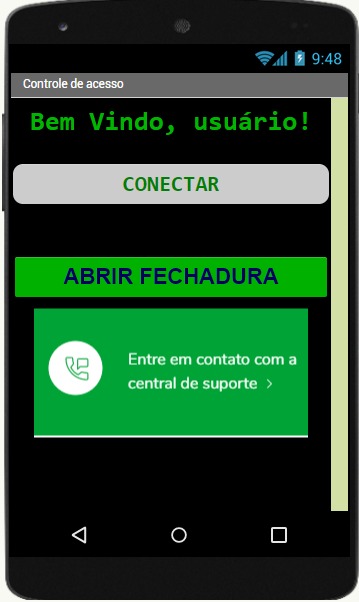 9:48
Controle de acesso
Bem Vindo, usuário!
CONECTAR
ABRIR FECHADURA
Entre em contato com a
central de suporte >